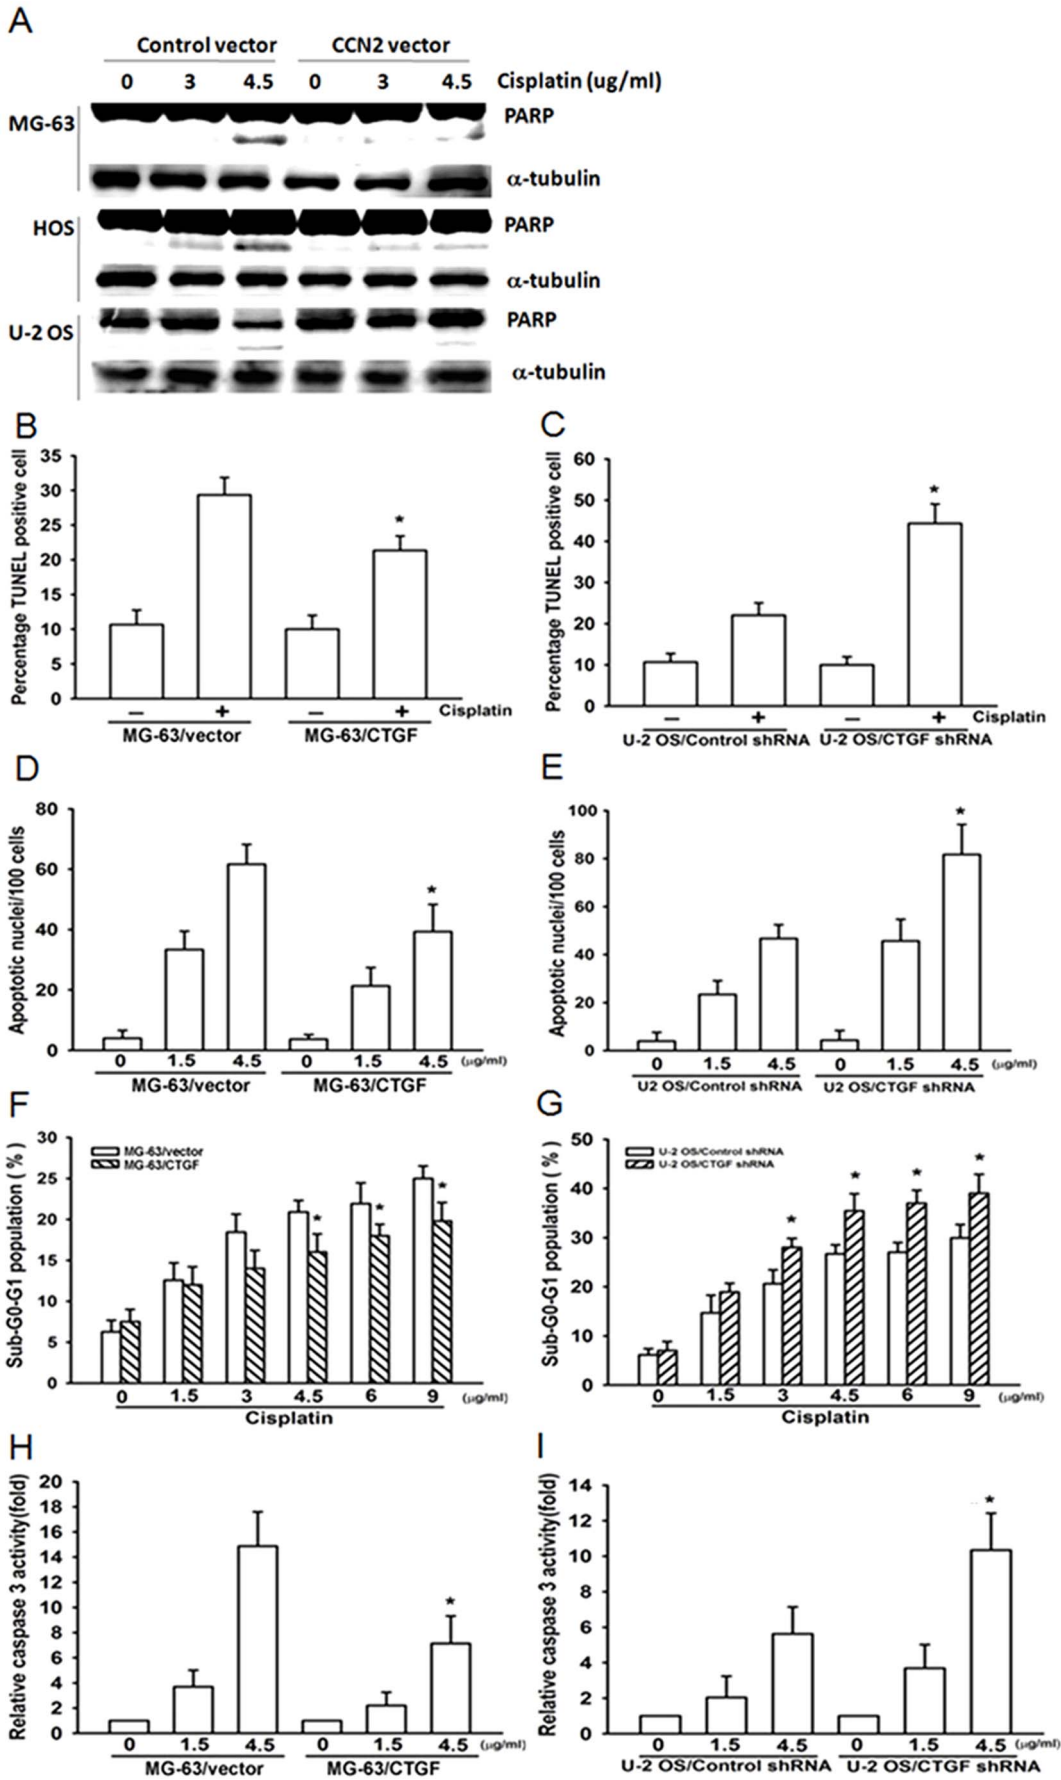 A
Control vector CCN2 vector
0 3 4.5 0 3 4.5 Cisplatin (ug/ml)
MG-63 PARP
α-tubulin
HOS PARP
α-tubulin
U-2 OS PARP
α-tubulin
B
Percentage TUNEL positive cell
35
30
25
20
15
10
5
0
*
– + – + Cisplatin
MG-63/vector MG-63/CTGF
C
Percentage TUNEL positive cell
60
50
40
30
20
10
0
*
– + – + Cisplatin
U-2 OS/Control shRNA U-2 OS/CTGF shRNA
D
Apoptotic nuclei/100 cells
80
60
40
20
0
*
0 1.5 4.5 0 1.5 4.5 (μg/ml)
MG-63/vector MG-63/CTGF
E
Apoptotic nuclei/100 cells
100
80
60
40
20
0
*
0 1.5 4.5 0 1.5 4.5 (μg/ml)
U2 OS/Control shRNA U2 OS/CTGF shRNA
F
Sub-G0-G1 population ( % )
30
25
20
15
10
5
0
MG-63/vector
MG-63/CTGF
* * *
0 1.5 3 4.5 6 9 (μg/ml)
Cisplatin
G
Sub-G0-G1 population ( % )
50
40
30
20
10
0
U-2 OS/Control shRNA
U-2 OS/CTGF shRNA
* * * *
0 1.5 3 4.5 6 9 (μg/ml)
Cisplatin
H
Relative caspase 3 activity(fold)
20
18
16
14
12
10
8
6
4
2
0
*
0 1.5 4.5 0 1.5 4.5 (μg/ml)
MG-63/vector MG-63/CTGF
I
Relative caspase 3 activity(fold)
14
12
10
8
6
4
2
0
*
0 1.5 4.5 0 1.5 4.5 (μg/ml)
U-2 OS/Control shRNA U-2 OS/CTGF shRNA